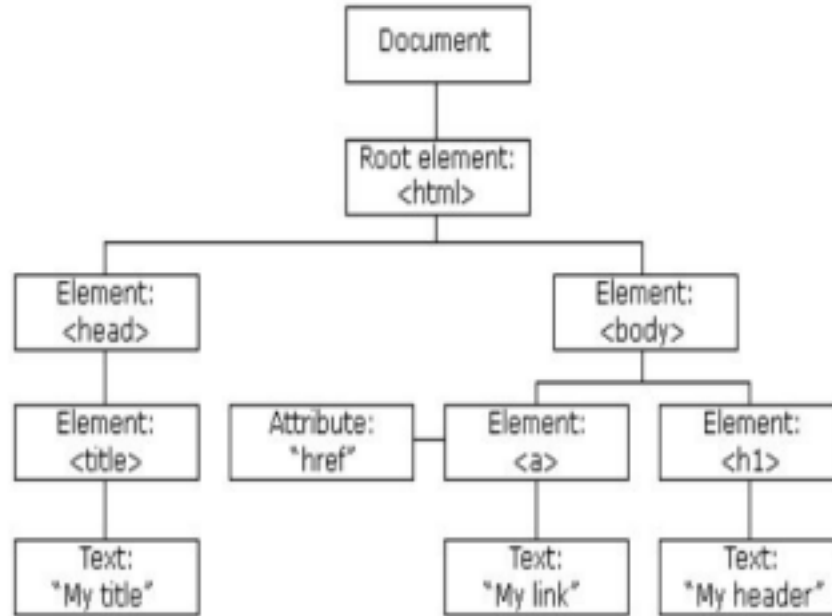 Document
Root element:
<html>
Element:
<head>
Element:
<body>
Element:
<title>
Attribute:
"href"
Element:
<a>
Element:
<h1>
Text:
"My title"
Text:
"My link"
Text:
"My header"